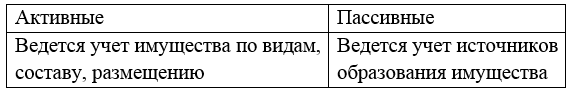 Активные Пассивные
Ведется учет имущества по видам, Ведется учет источников
составу, размещению образования имущества